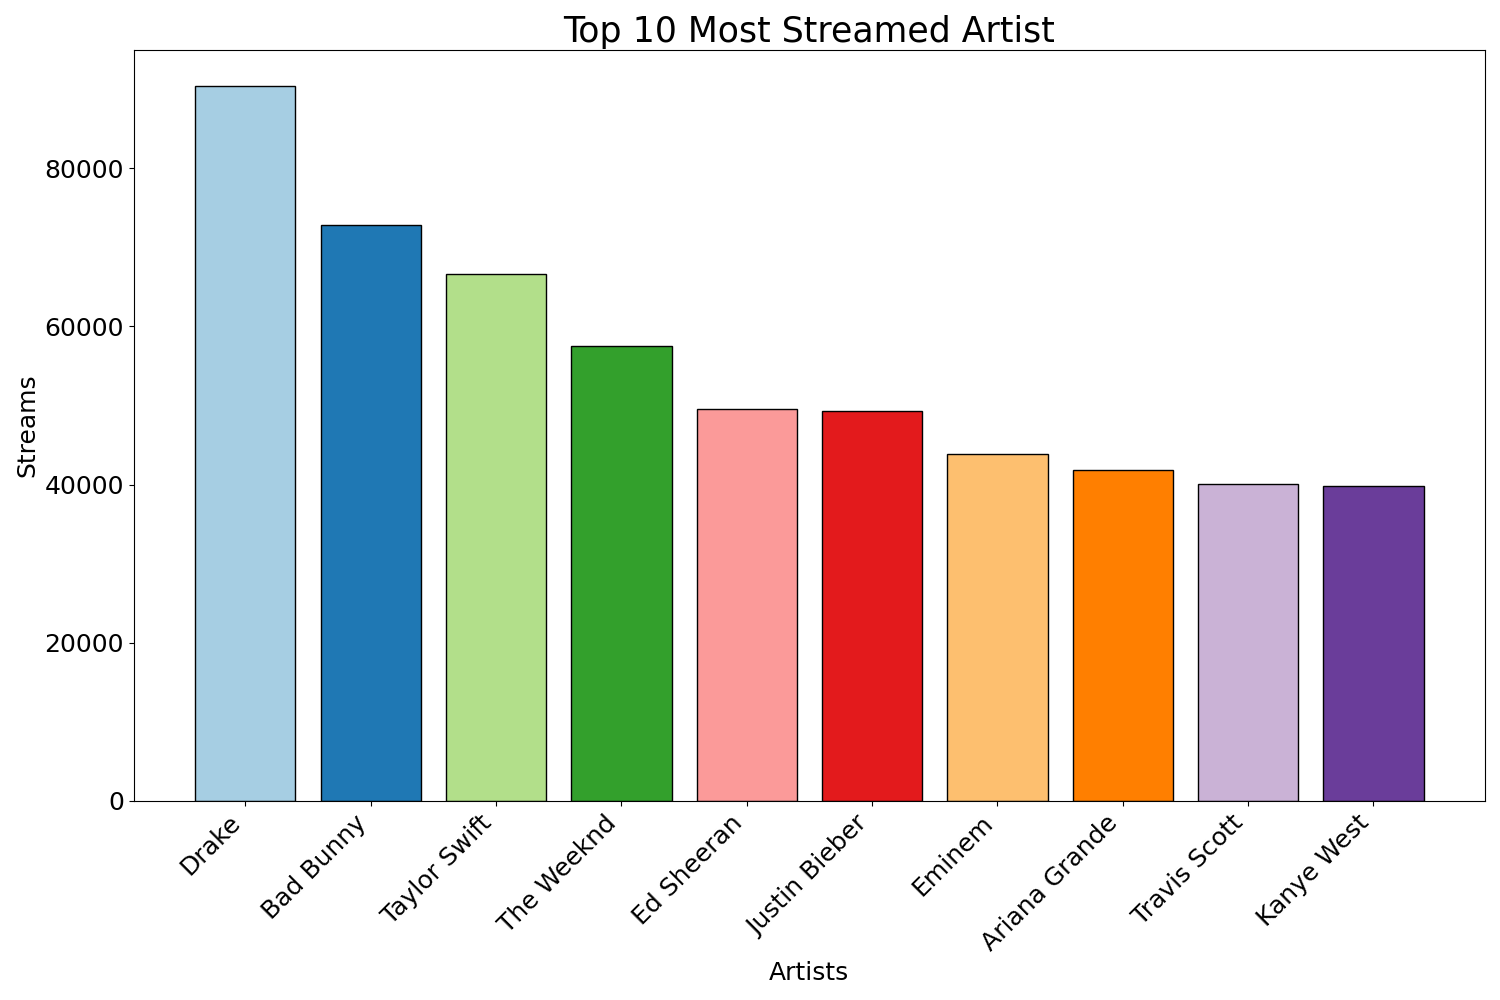 Top 10 Most Streamed Artist
80000
60000
40000
20000
0
Streams
Drake
Bad Bunny
Taylor Swift
The Weeknd
Ed Sheeran
Justin Bieber
Eminem
Ariana Grande
Travis Scott
Kanye West
Artists